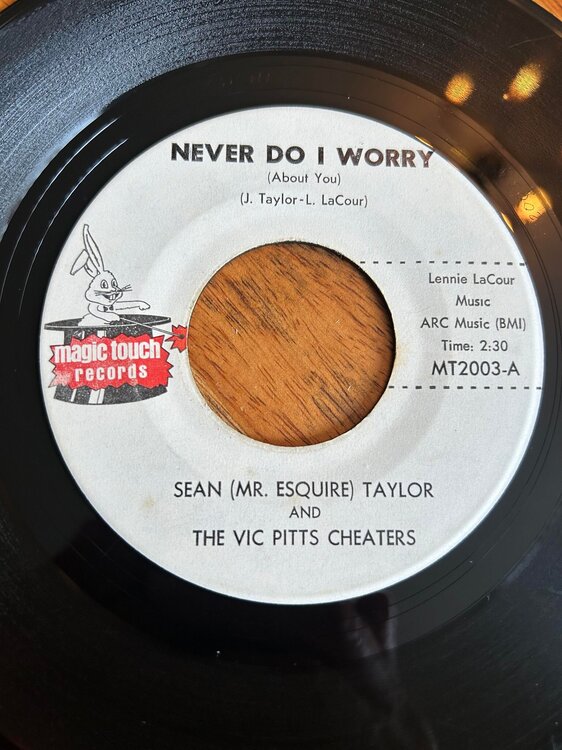 NEVER DO I WORRY
(About You)
(J. Taylor-L. LaCour)
magic touch
records
Lennie LaCour
Music
ARC Music (BMI)
Time: 2:30
MT2003-A
SEAN (MR. ESQUIRE) TAYLOR
AND
THE VIC PITTS CHEATERS